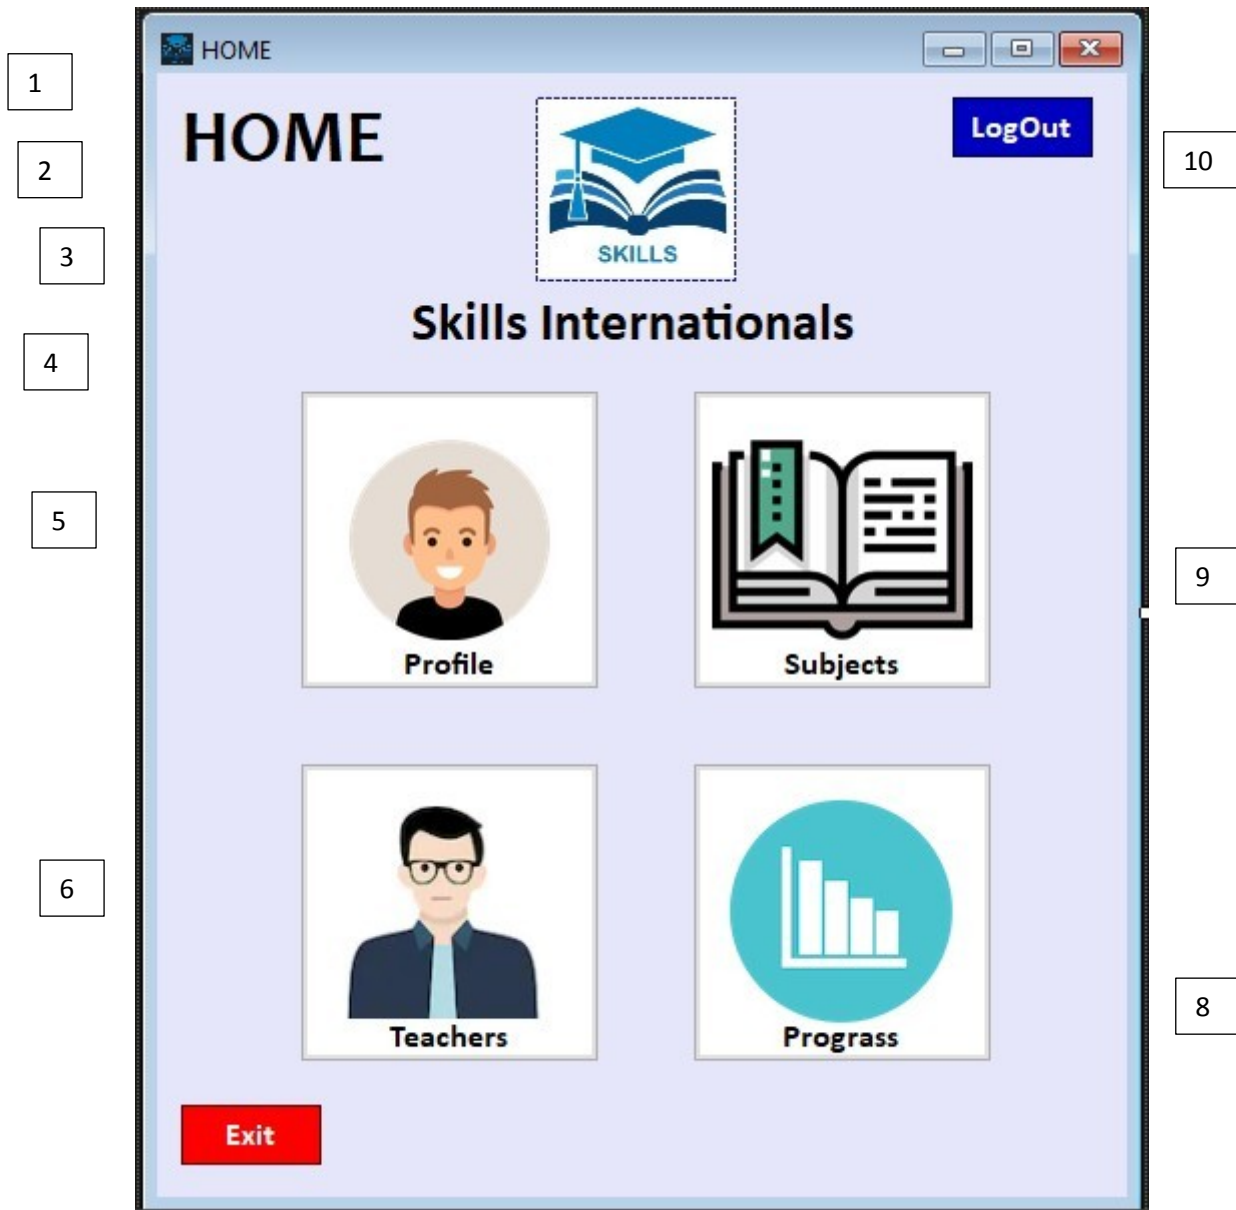 HOME
1
HOME
LogOut
2
10
3
SKILLS
Skills Internationals
4
5
9
Profile
Subjects
6
8
Teachers
Prograss
Exit